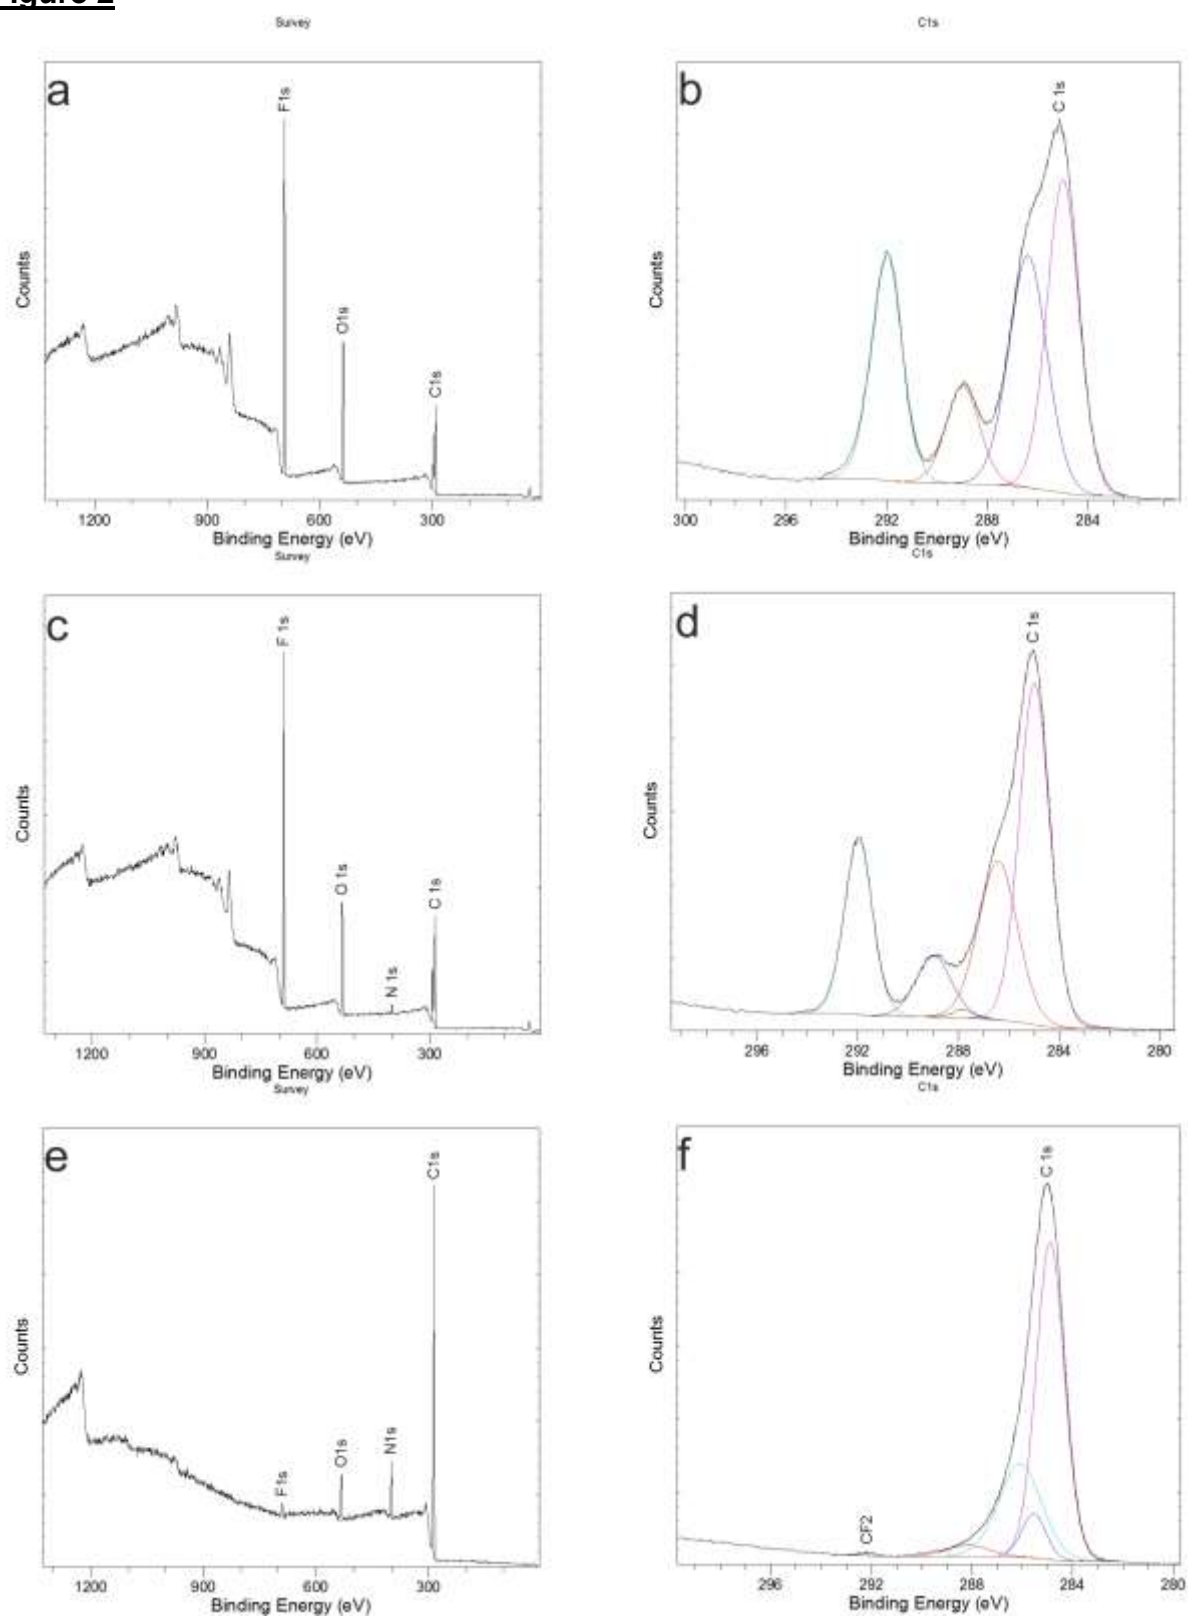 Figure 2
Survey
C1s
a
F1s
O1s
C1s
Counts
1200 900 600 300
Binding Energy (eV)
b
C 1s
Counts
300 296 292 288 284
Binding Energy (eV)
Survey
C1s
c
F 1s
O 1s
N 1s
C 1s
Counts
1200 900 600 300
Binding Energy (eV)
d
C 1s
Counts
296 292 288 284 280
Binding Energy (eV)
Survey
C1s
e
F1s
O1s
N1s
C1s
Counts
1200 900 600 300
Binding Energy (eV)
f
CF2
C 1s
Counts
296 292 288 284 280
Binding Energy (eV)